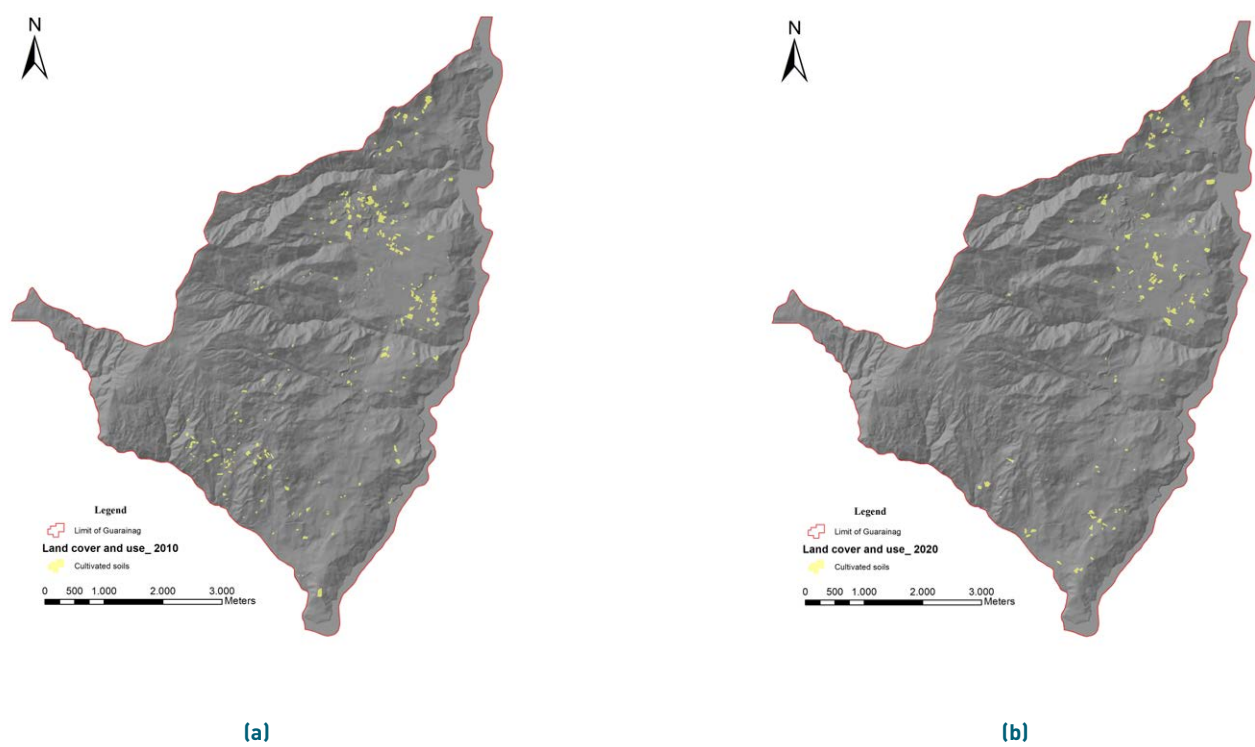 N
Legend
Limit of Guarainag
Land cover and use_ 2010
Cultivated soils
0 500 1.000 2.000 3.000
Meters
(a)
N
Legend
Limit of Guarainag
Land cover and use_ 2020
Cultivated soils
0 500 1.000 2.000 3.000
Meters
(b)